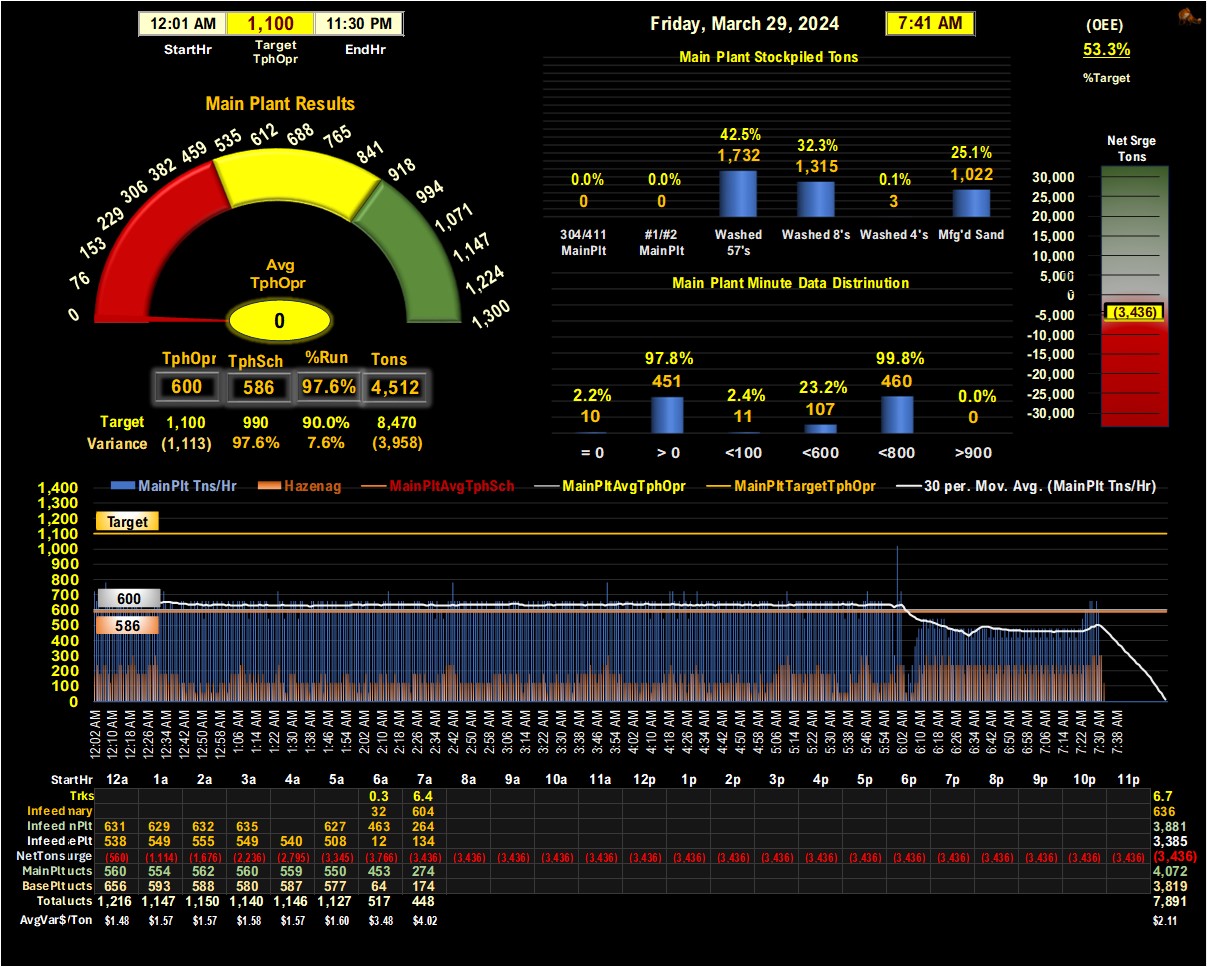 12:01 AM 1,100 11:30 PM
StartHr Target TphOpr EndHr
Friday, March 29, 2024 7:41 AM
(OEE)
53.3%
%Target
Main Plant Results
0 76 153 229 306 382 459 535 612 688 765 841 918 994 1,071 1,147 1,224 1,300
Avg
TphOpr
0
TphOpr TphSch %Run Tons
600 586 97.6% 4,512
Target 1,100 990 90.0% 8,470
Variance (1,113) 97.6% 7.6% (3,958)
Main Plant Stockpiled Tons
0.0% 0.0% 42.5% 32.3% 0.1% 25.1%
0 0 1,732 1,315 3 1,022
304/411 MainPlt #1/#2 MainPlt Washed 57's Washed 8's Washed 4's Mfg'd Sand
Main Plant Minute Data Distrinution
2.2% 97.8% 2.4% 23.2% 99.8% 0.0%
10 451 11 107 460 0
= 0 > 0 <100 <600 <800 >900
Net Srge
Tons
30,000
25,000
20,000
15,000
10,000
5,000
0
-5,000
-10,000
-15,000
-20,000
-25,000
-30,000
(3,436)
MainPlt Tns/Hr Hazenag MainPltAvgTphSch MainPltAvgTphOpr MainPltTargetTphOpr 30 per. Mov. Avg. (MainPlt Tns/Hr)
1,400
1,300
1,200
1,100
1,000
900
800
700
600
500
400
300
200
100
0
Target
600
586
12:02 AM 12:10 AM 12:18 AM 12:26 AM 12:34 AM 12:42 AM 12:50 AM 12:58 AM 1:06 AM 1:14 AM 1:22 AM 1:30 AM 1:38 AM 1:46 AM 1:54 AM 2:02 AM 2:10 AM 2:18 AM 2:26 AM 2:34 AM 2:42 AM 2:50 AM 2:58 AM 3:06 AM 3:14 AM 3:22 AM 3:30 AM 3:38 AM 3:46 AM 3:54 AM 4:02 AM 4:10 AM 4:18 AM 4:26 AM 4:34 AM 4:42 AM 4:50 AM 4:58 AM 5:06 AM 5:14 AM 5:22 AM 5:30 AM 5:38 AM 5:46 AM 5:54 AM 6:02 AM 6:10 AM 6:18 AM 6:26 AM 6:34 AM 6:42 AM 6:50 AM 6:58 AM 7:06 AM 7:14 AM 7:22 AM 7:30 AM 7:38 AM
StartHr 12a 1a 2a 3a 4a 5a 6a 7a 8a 9a 10a 11a 12p 1p 2p 3p 4p 5p 6p 7p 8p 9p 10p 11p
Trks 0.3 6.4 6.7
Infeed nary 32 604 636
Infeed nPlt 631 629 632 635 627 463 264 3,881
Infeed ePlt 538 549 555 549 540 508 12 134 3,385
NetTons urge (560) (1,114) (1,676) (2,236) (2,795) (3,345) (3,766) (3,436) (3,436) (3,436) (3,436) (3,436) (3,436) (3,436) (3,436) (3,436) (3,436) (3,436) (3,436) (3,436) (3,436) (3,436) (3,436) (3,436) (3,436)
MainPlt ucts 560 554 562 560 559 550 453 274 4,072
BasePlt ucts 656 593 588 580 587 577 64 174 3,819
Total ucts 1,216 1,147 1,150 1,140 1,146 1,127 517 448 7,891
AvgVar$/Ton $1.48 $1.57 $1.57 $1.58 $1.57 $1.60 $3.48 $4.02 $2.11